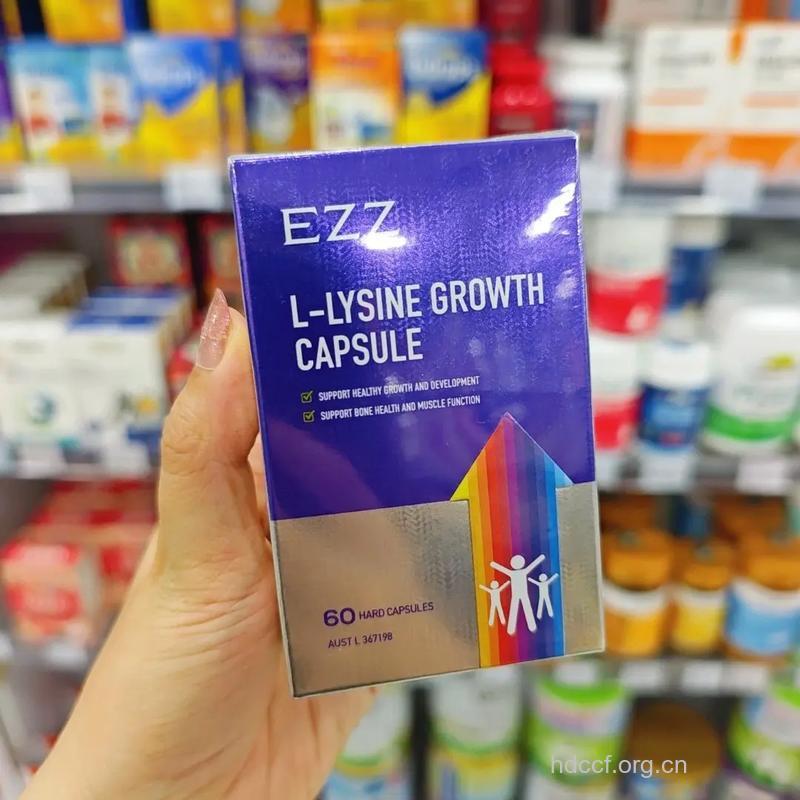 EZZ
L-LYSINE GROWTH
CAPSULE
SUPPORT HEALTHY GROWTH AND DEVELOPMENT
SUPPORT BONE HEALTH AND MUSCLE FUNCTION
60 HARD CAPSULES
AUST L 367198
hdccf.org.cn